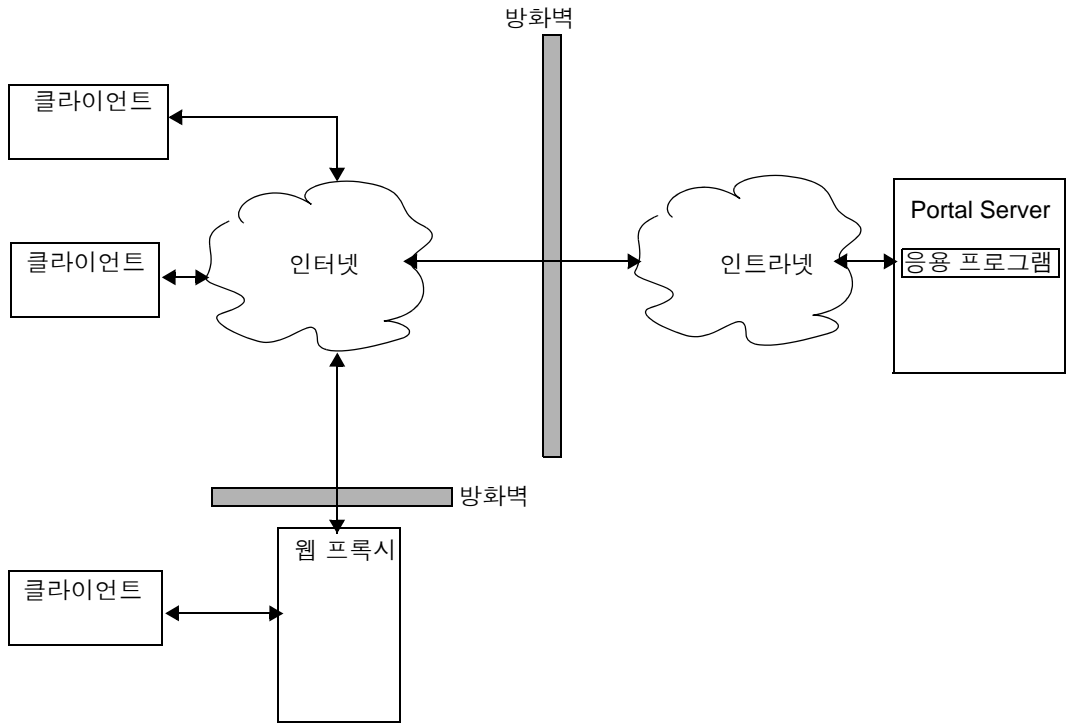 방화벽
클라이언트
Portal Server
클라이언트
인터넷
인트라넷
응용 프로그램
방화벽
웹 프록시
클라이언트